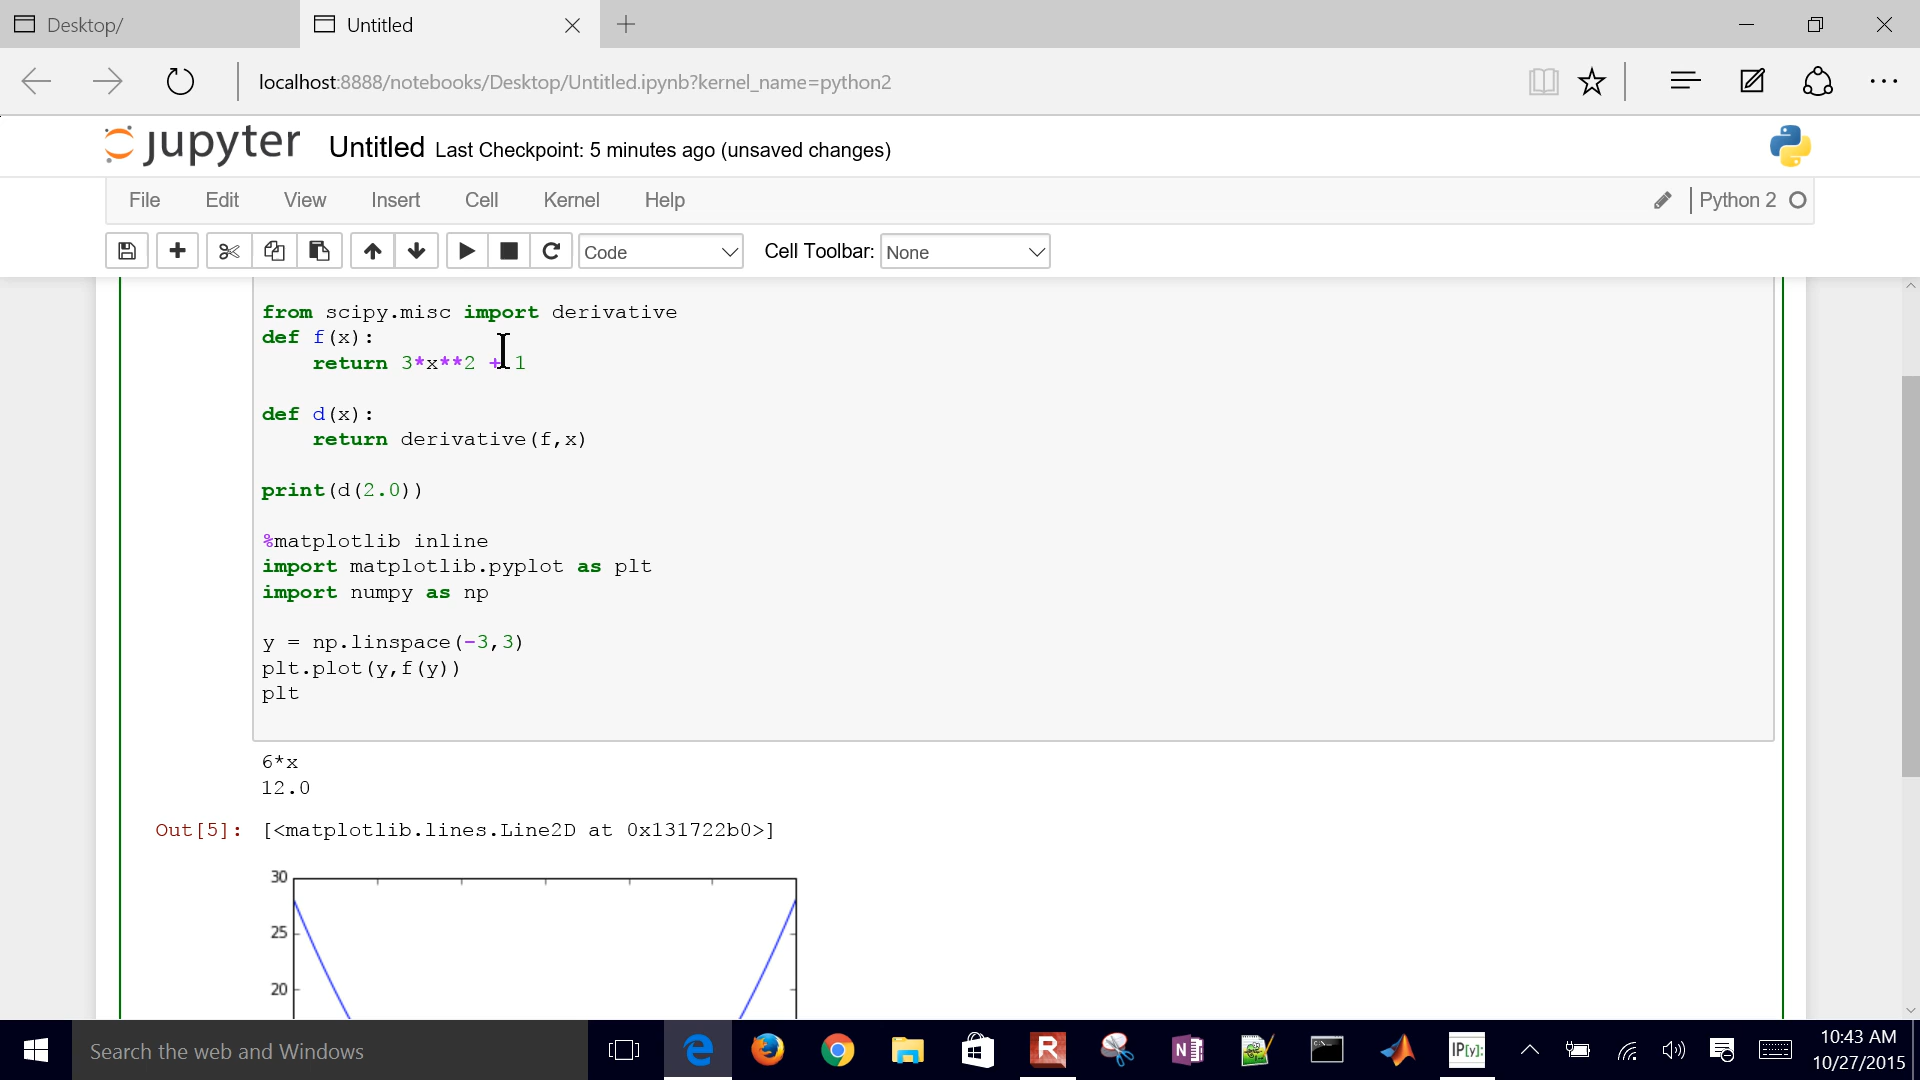 Desktop/
Untitled
localhost:8888/notebooks/Desktop/Untitled.ipynb?kernel_name=python2
jupyter Untitled Last Checkpoint: 5 minutes ago (unsaved changes)
File Edit View Insert Cell Kernel Help Python 2
Code Cell Toolbar: None
from scipy.misc import derivative
def f(x):
    return 3*x**2 + 1
def d(x):
    return derivative(f,x)
print(d(2.0))
%matplotlib inline
import matplotlib.pyplot as plt
import numpy as np
y = np.linspace(-3,3)
plt.plot(y,f(y))
plt
6*x
12.0
Out[5]: [<matplotlib.lines.Line2D at 0x131722b0>]
30
25
20
Search the web and Windows
R
N
IP[y]:
10:43 AM
10/27/2015